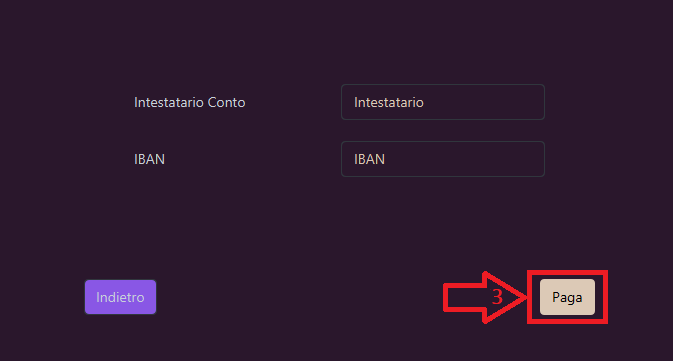 Intestatario Conto Intestatario
IBAN IBAN
Indietro 3 Paga